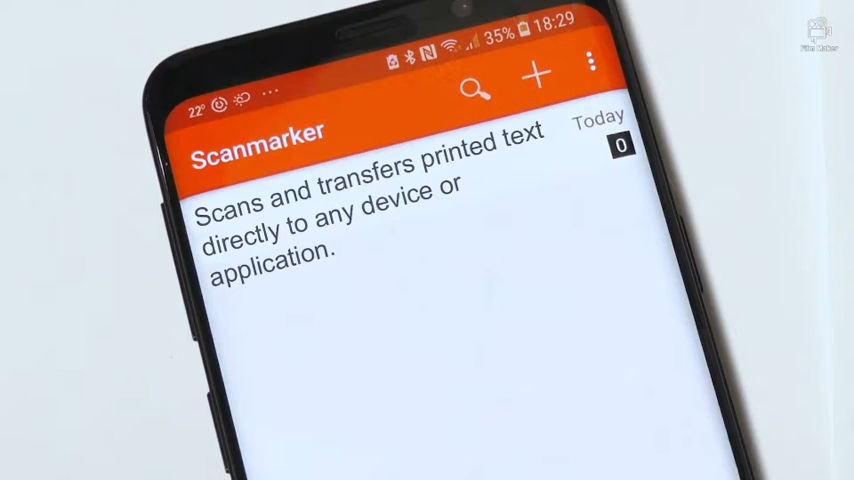 22° 35% 18:29
Scanmarker
Scans and transfers printed text
directly to any device or
application.
Today
0
Film Maker